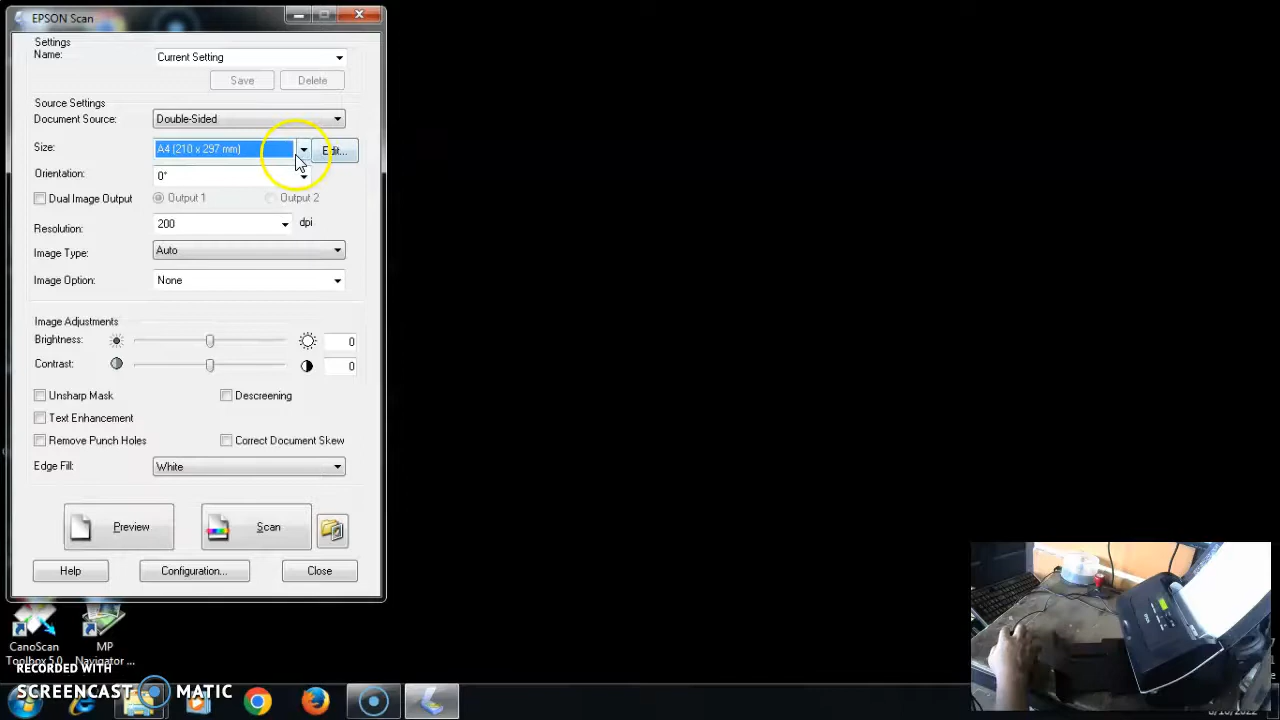 EPSON Scan
Settings
Name: Current Setting
Save Delete
Source Settings
Document Source: Double-Sided
Size: A4 (210 x 297 mm) Edit...
Orientation: 0°
Dual Image Output Output 1 Output 2
Resolution: 200 dpi
Image Type: Auto
Image Option: None
Image Adjustments
Brightness: 0
Contrast: 0
Unsharp Mask Descreening
Text Enhancement
Remove Punch Holes Correct Document Skew
Edge Fill: White
Preview Scan
Help Configuration... Close
CanoScan MP
Toolbox 5.0 Navigator ...
RECORDED WITH
SCREENCAST MATIC